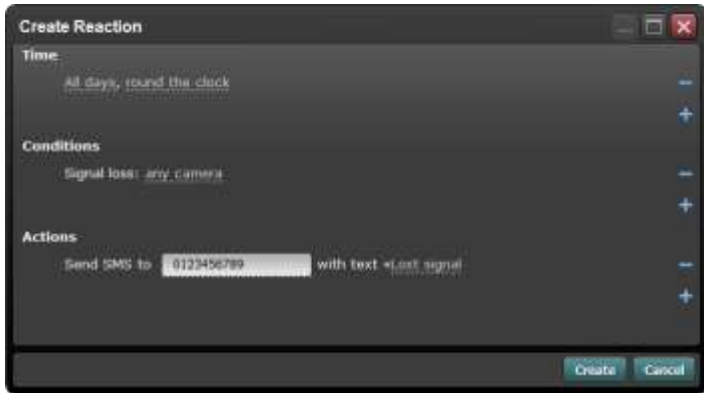 Create Reaction
Time
All days, round the clock
Conditions
Signal loss: any camera
Actions
Send SMS to 0123456789 with text «Lost signal
Create Cancel